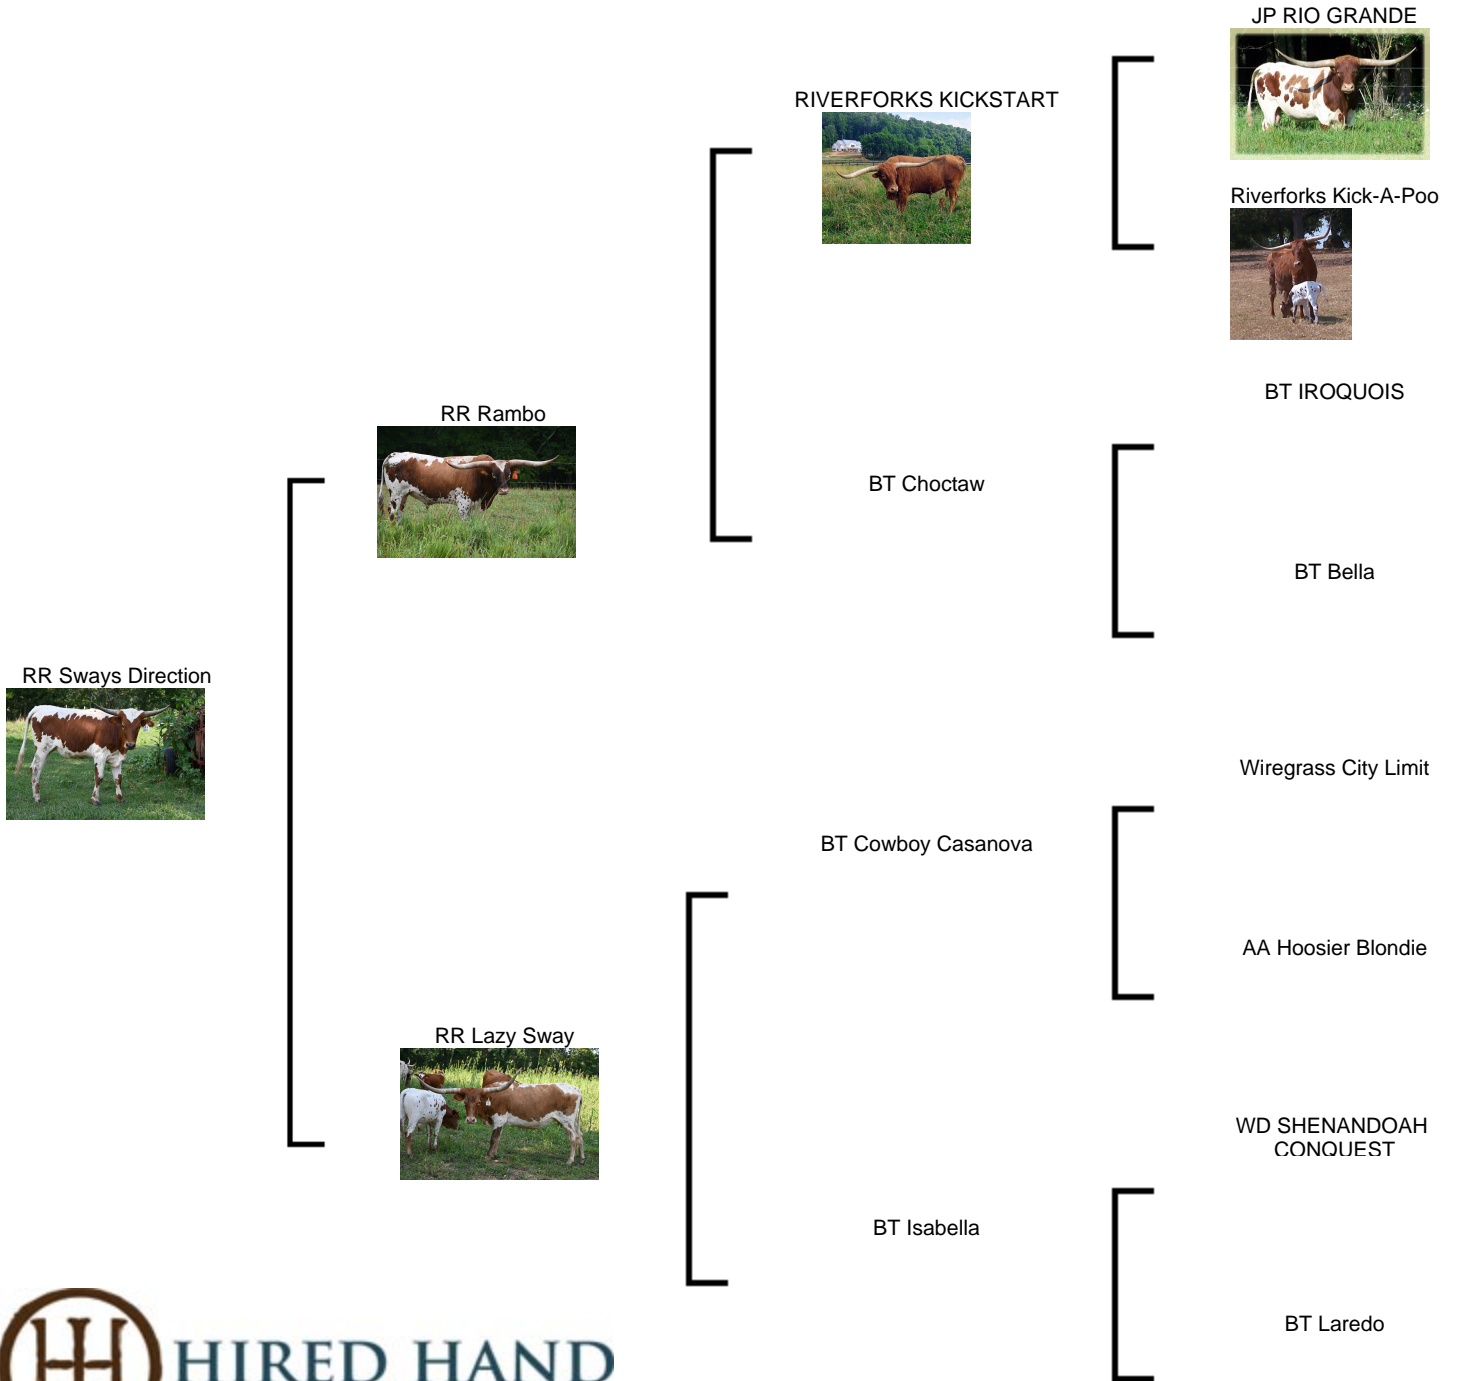 JP RIO GRANDE
RIVERFORKS KICKSTART
Riverforks Kick-A-Poo
BT IROQUOIS
RR Rambo
BT Choctaw
BT Bella
RR Sways Direction
Wiregrass City Limit
BT Cowboy Casanova
AA Hoosier Blondie
RR Lazy Sway
WD SHENANDOAH
CONQUEST
BT Isabella
BT Laredo
HIRED HAND